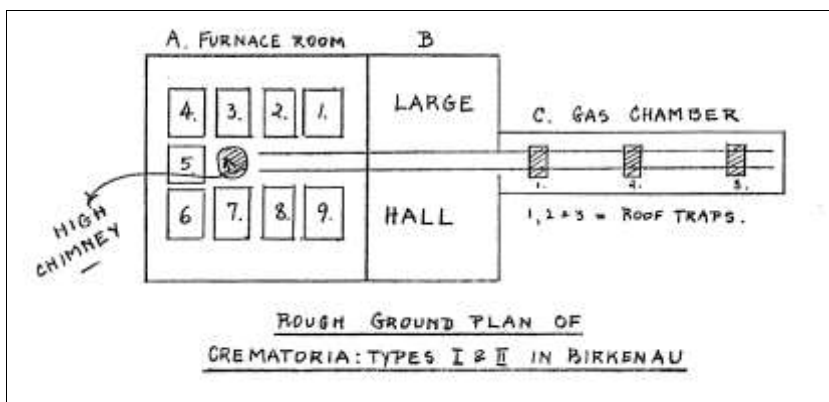 A. FURNACE ROOM B
4. 3. 2. 1.
LARGE
C. GAS CHAMBER
5
1. 2. 3.
6 7. 8. 9.
HALL
1, 2 + 3 = ROOF TRAPS.
HIGH
CHIMNEY
ROUGH GROUND PLAN OF
CREMATORIA: TYPES I & II IN BIRKENAU